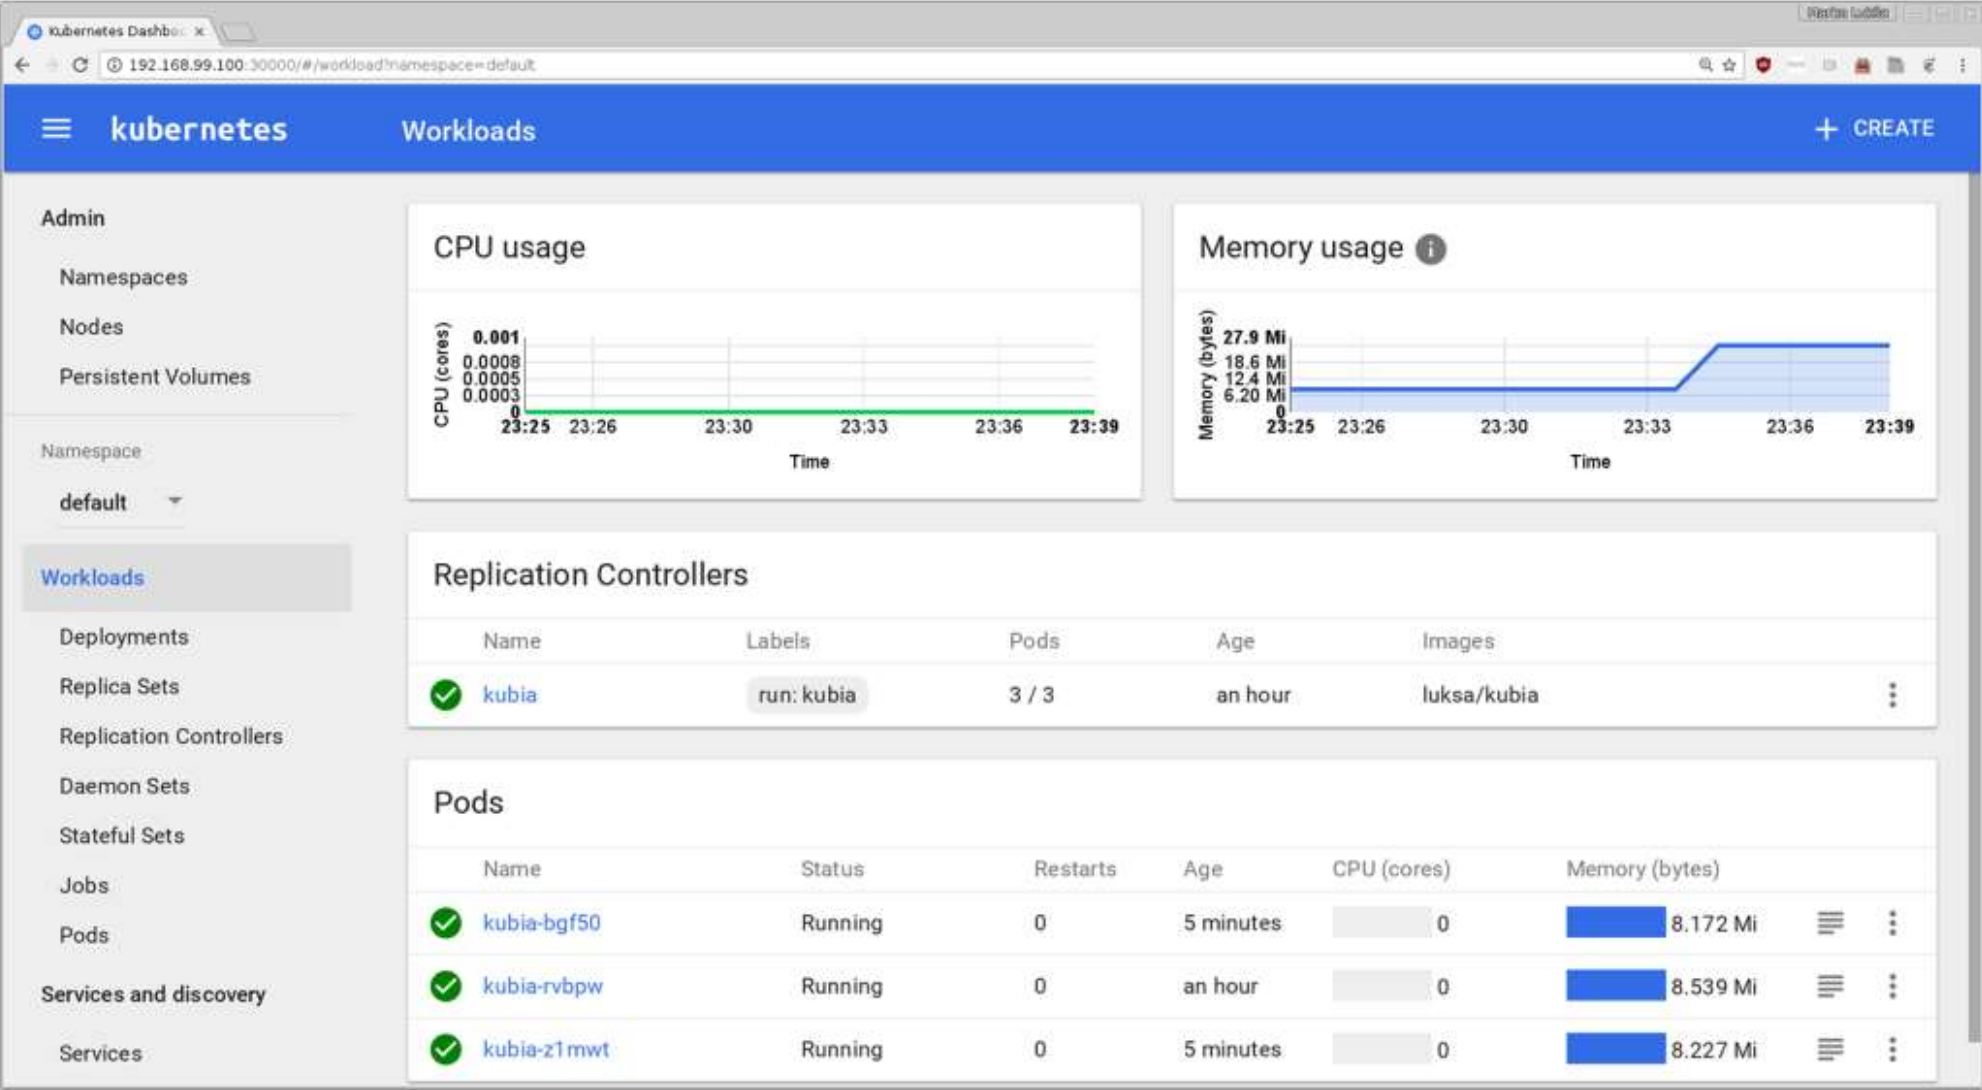 Kubernetes Dashboa
192.168.99.100:30000/#/workload?namespace=default
kubernetes
Workloads
+ CREATE
Admin
Namespaces
Nodes
Persistent Volumes
Namespace
default
Workloads
Deployments
Replica Sets
Replication Controllers
Daemon Sets
Stateful Sets
Jobs
Pods
Services and discovery
Services
CPU usage
CPU (cores)
0.001
0.0008
0.0005
0.0003
0
23:25 23:26 23:30 23:33 23:36 23:39
Time
Memory usage
Memory (bytes)
27.9 Mi
18.6 Mi
12.4 Mi
6.20 Mi
0
23:25 23:26 23:30 23:33 23:36 23:39
Time
Replication Controllers
Name Labels Pods Age Images
kubia run: kubia 3 / 3 an hour luksa/kubia
Pods
Name Status Restarts Age CPU (cores) Memory (bytes)
kubia-bgf50 Running 0 5 minutes 0 8.172 Mi
kubia-rvbpw Running 0 an hour 0 8.539 Mi
kubia-z1mwt Running 0 5 minutes 0 8.227 Mi